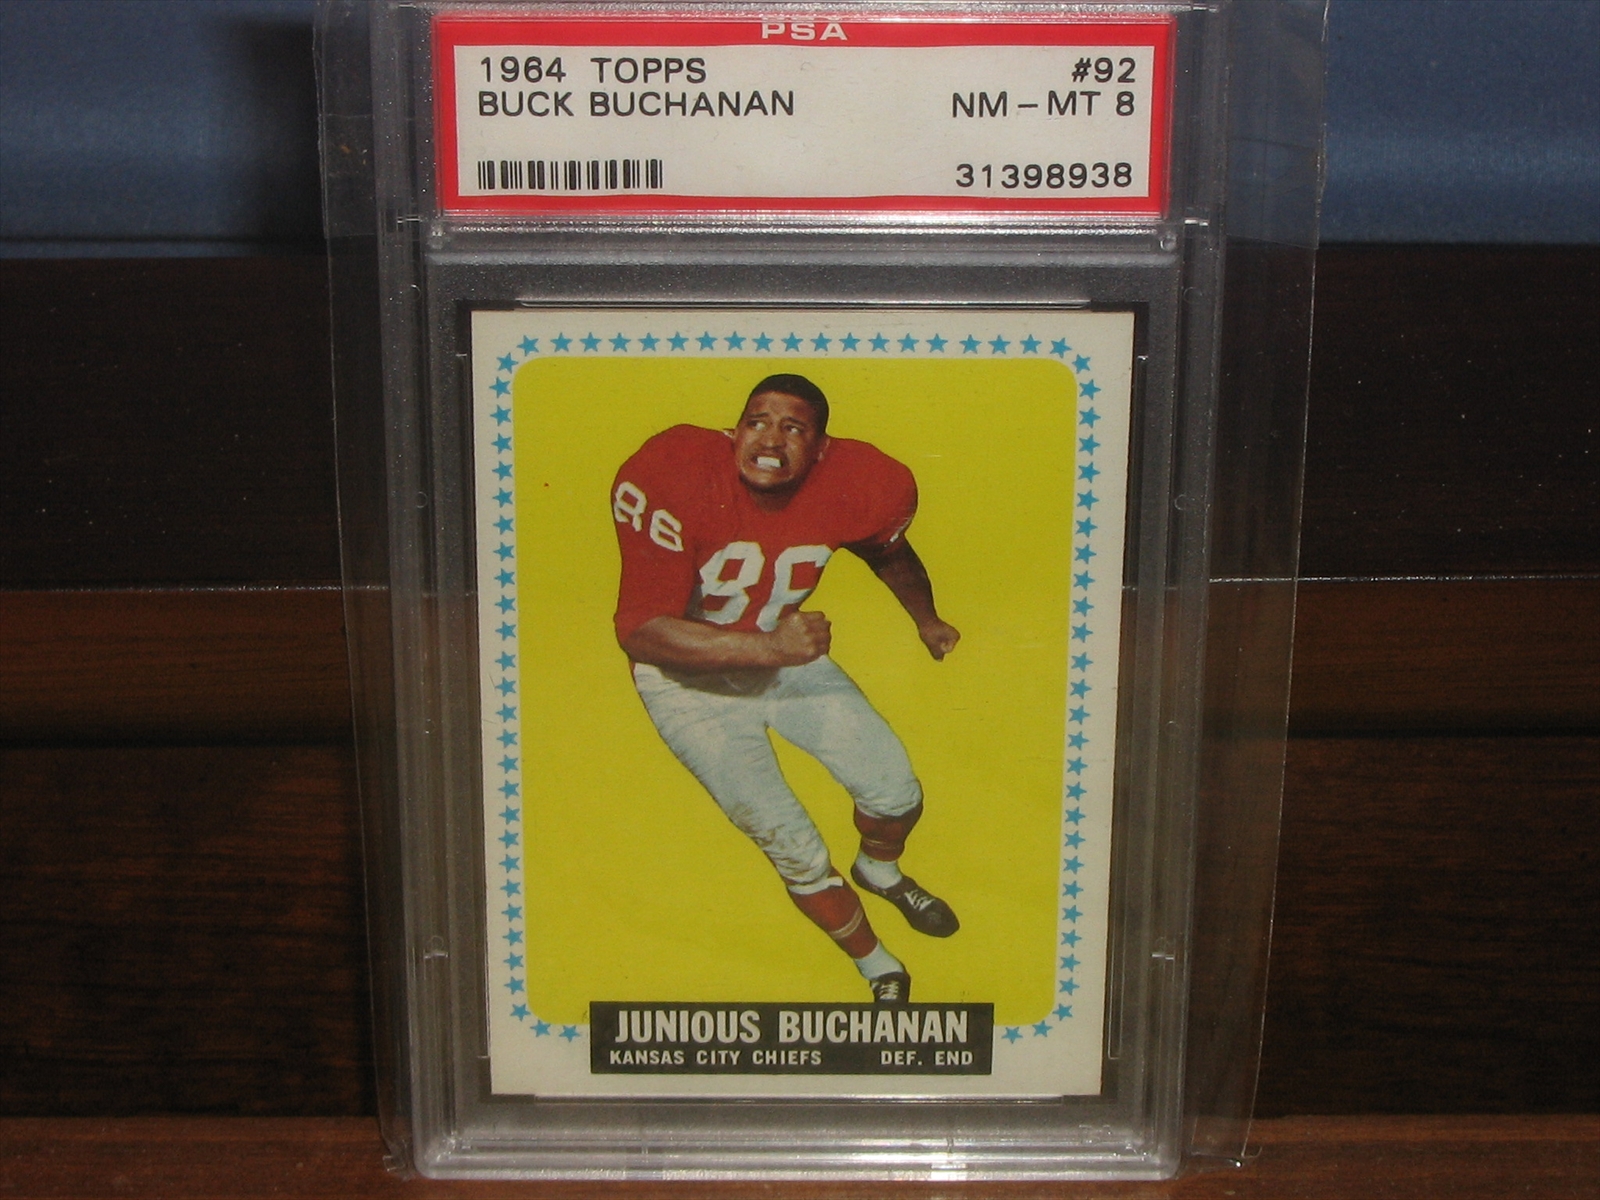 PSA
1964 TOPPS #92
BUCK BUCHANAN NM-MT 8
31398938
86
86
JUNIOUS BUCHANAN
KANSAS CITY CHIEFS DEF. END